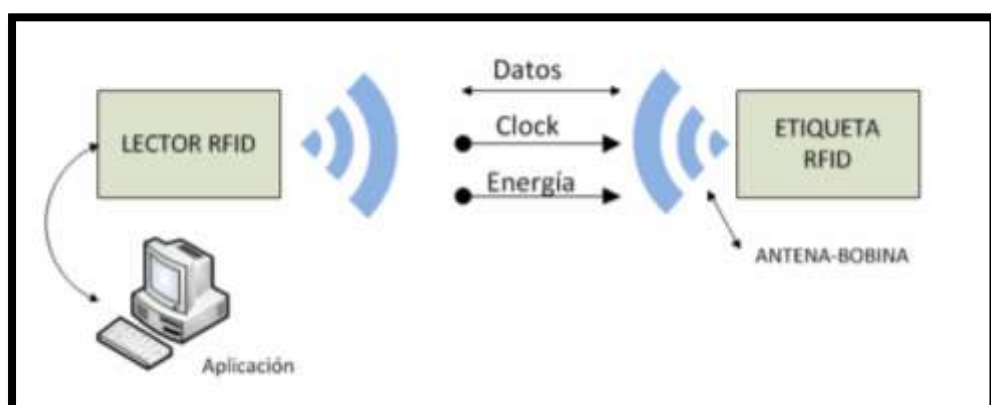 Datos
LECTOR RFID
Clock
ETIQUETA
RFID
Energía
ANTENA-BOBINA
Aplicación